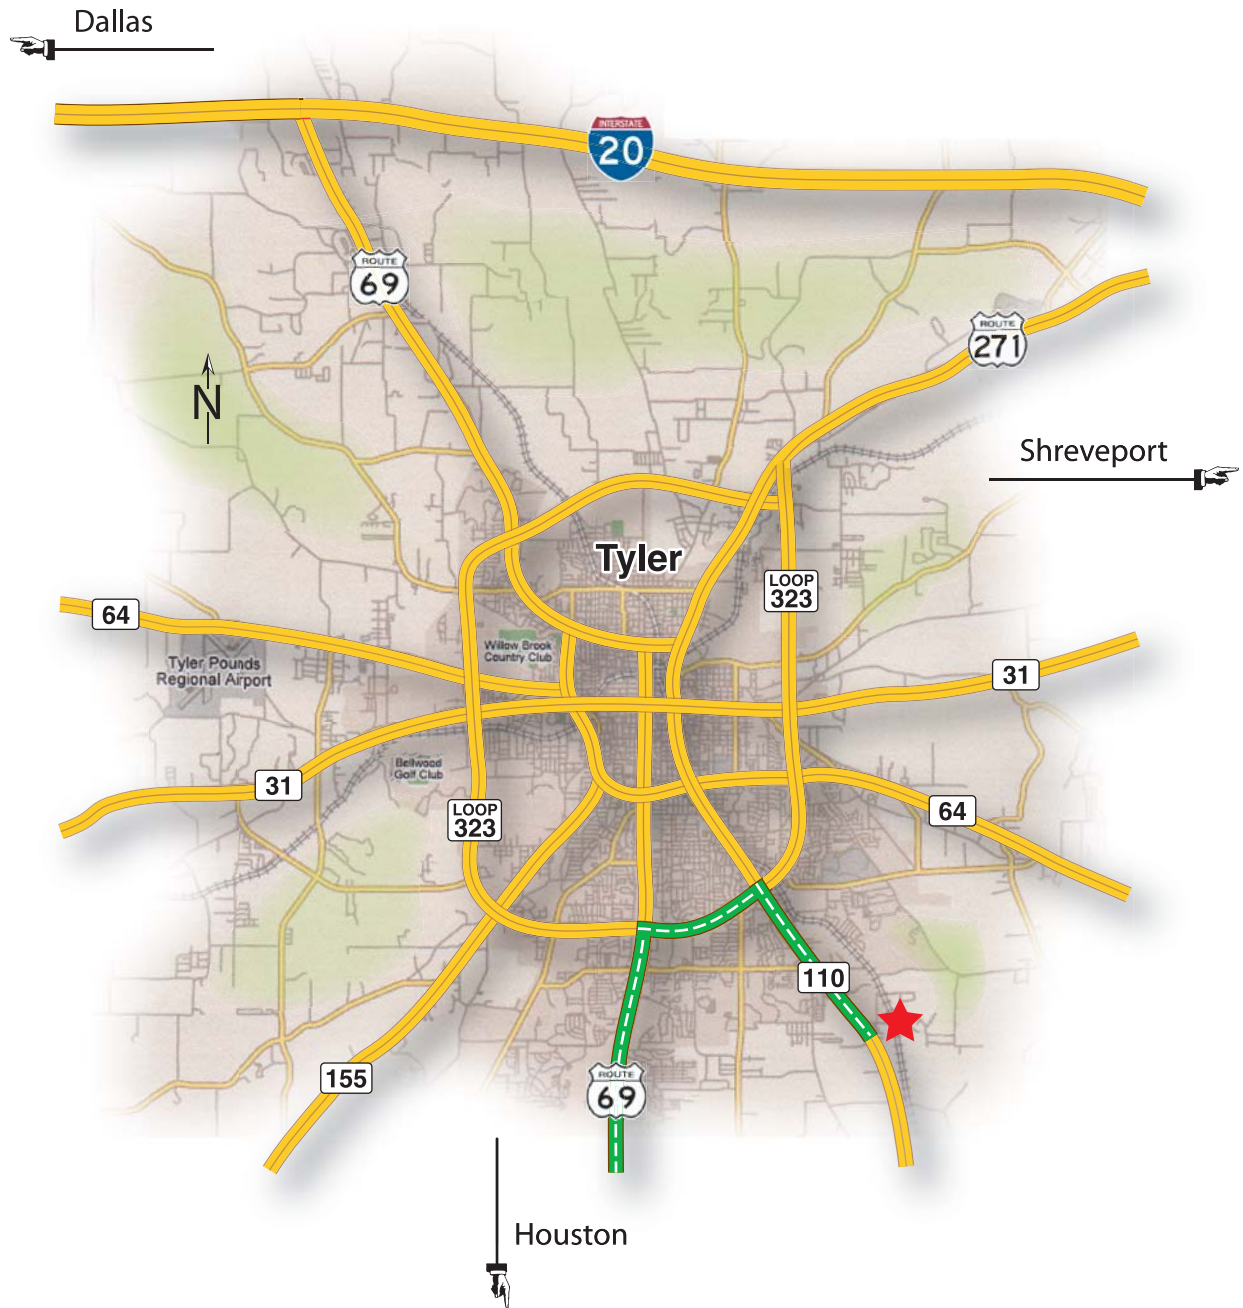 Dallas
INTERSTATE
20
ROUTE
69
ROUTE
271
N
Shreveport
Tyler
LOOP
323
64
Willow Brook
Country Club
Tyler Pounds
Regional Airport
31
Bellwood
Golf Club
31
LOOP
323
64
110
155
ROUTE
69
Houston